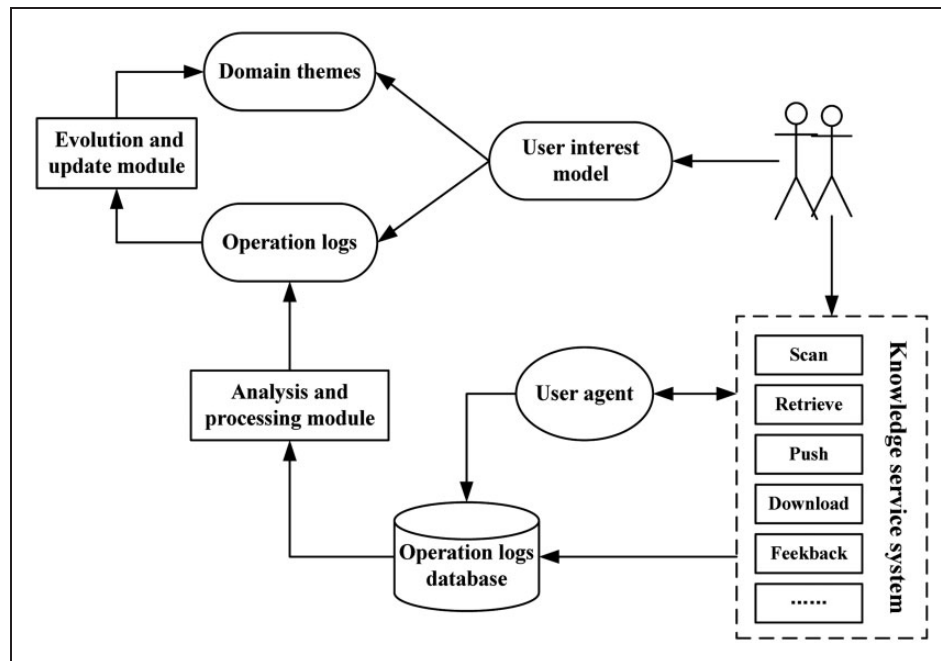 Domain themes
Evolution and
update module
User interest
model
Operation logs
Analysis and
processing module
User agent
Operation logs
database
Scan
Retrieve
Push
Download
Feekback
......
Knowledge service system